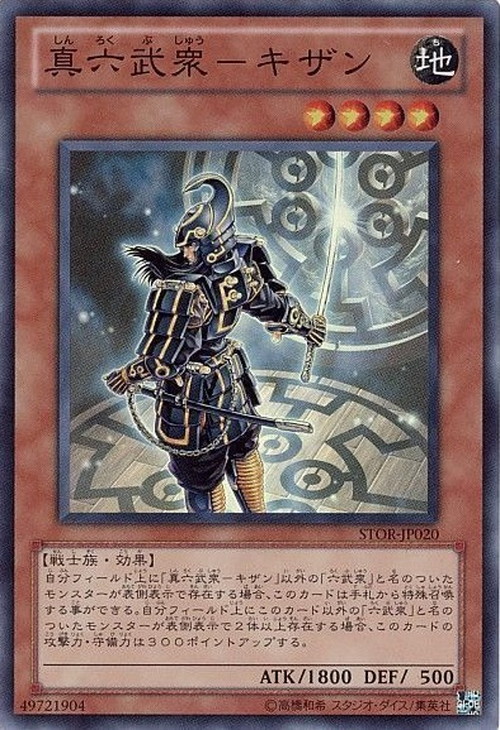 しん ろく ぶ しゅう
真六武衆－キザン
ち
地
STOR-JP020
【戦士族・効果】
自分フィールド上に「真六武衆－キザン」以外の「六武衆」と名のついた
モンスターが表側表示で存在する場合、このカードは手札から特殊召喚
する事ができる。自分フィールド上にこのカード以外の「六武衆」と名の
ついたモンスターが表側表示で２体以上存在する場合、このカードの
攻撃力・守備力は３００ポイントアップする。
ATK/1800 DEF/ 500
49721904
©高橋和希 スタジオ・ダイス/集英社